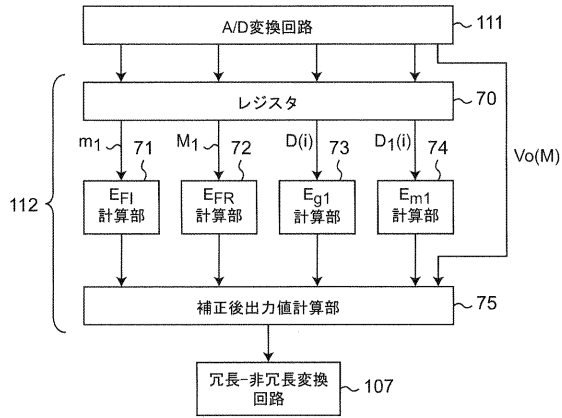 A/D変換回路
111
レジスタ
70
m1
71
M1
72
D(i)
73
D1(i)
74
Vo(M)
112
EFI
計算部
EFR
計算部
Eg1
計算部
Em1
計算部
補正後出力値計算部
75
冗長-非冗長変換
回路
107